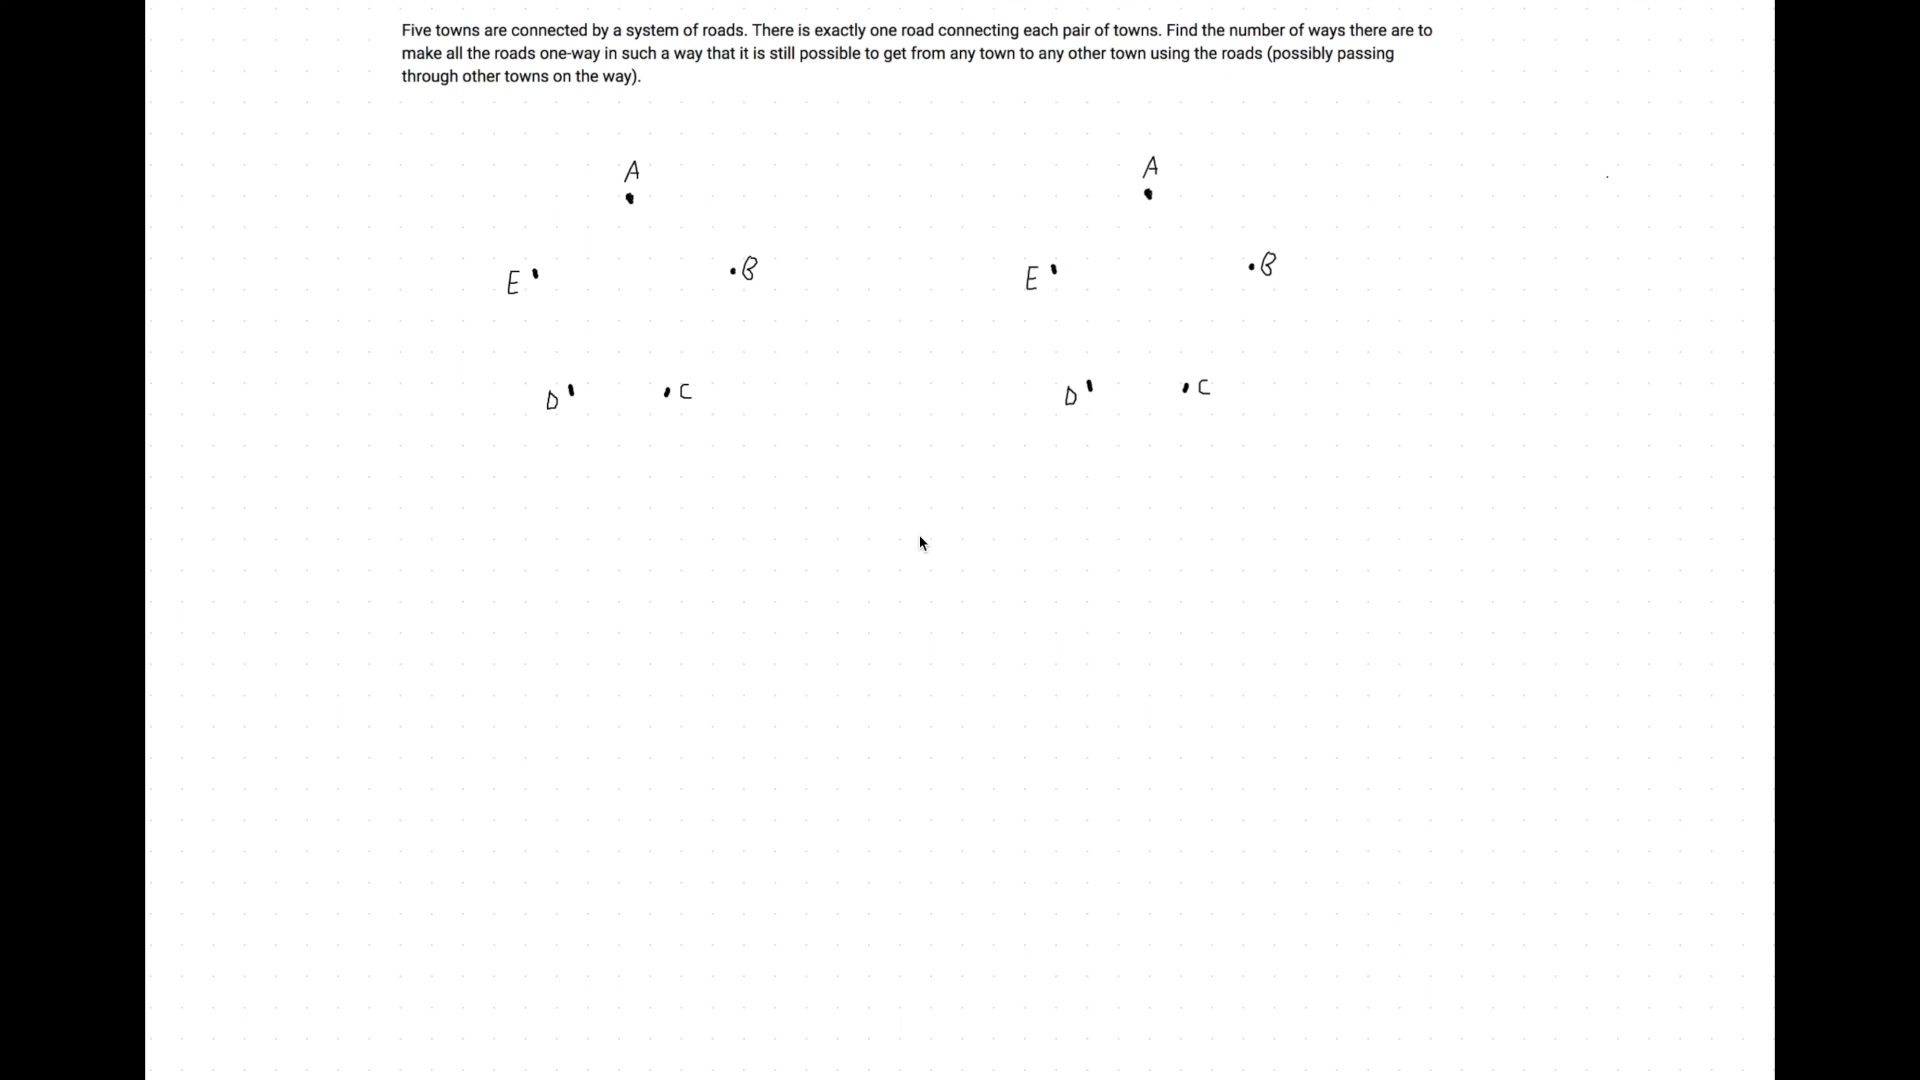 Five towns are connected by a system of roads. There is exactly one road connecting each pair of towns. Find the number of ways there are to
make all the roads one-way in such a way that it is still possible to get from any town to any other town using the roads (possibly passing
through other towns on the way).
A
A
E
B
E
B
D
C
D
C